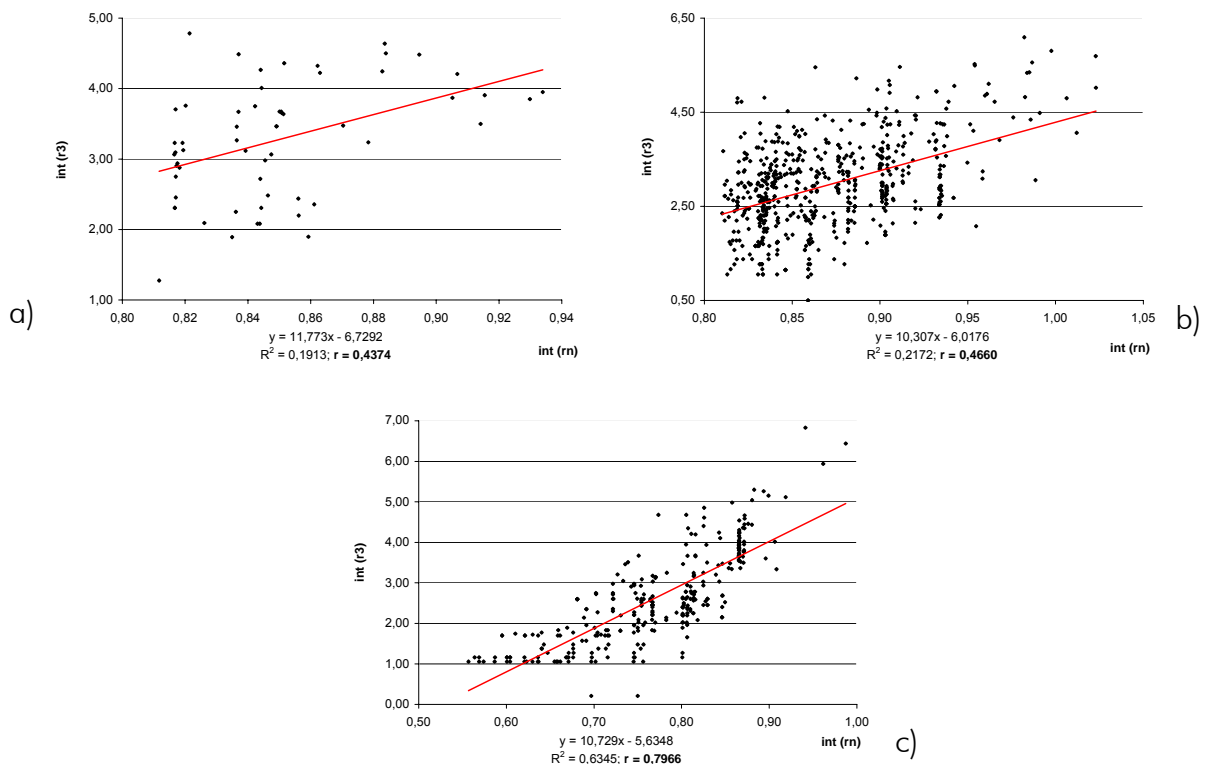 5,00
4,00
3,00
2,00
1,00
int (r3)
0,80 0,82 0,84 0,86 0,88 0,90 0,92 0,94
y = 11,773x - 6,7292
R² = 0,1913; r = 0,4374
int (rn)
a)
6,50
4,50
2,50
0,50
int (r3)
0,80 0,85 0,90 0,95 1,00 1,05
y = 10,307x - 6,0176
R² = 0,2172; r = 0,4660
int (rn)
b)
7,00
6,00
5,00
4,00
3,00
2,00
1,00
0,00
int (r3)
0,50 0,60 0,70 0,80 0,90 1,00
y = 10,729x - 5,6348
R² = 0,6345; r = 0,7966
int (rn)
c)